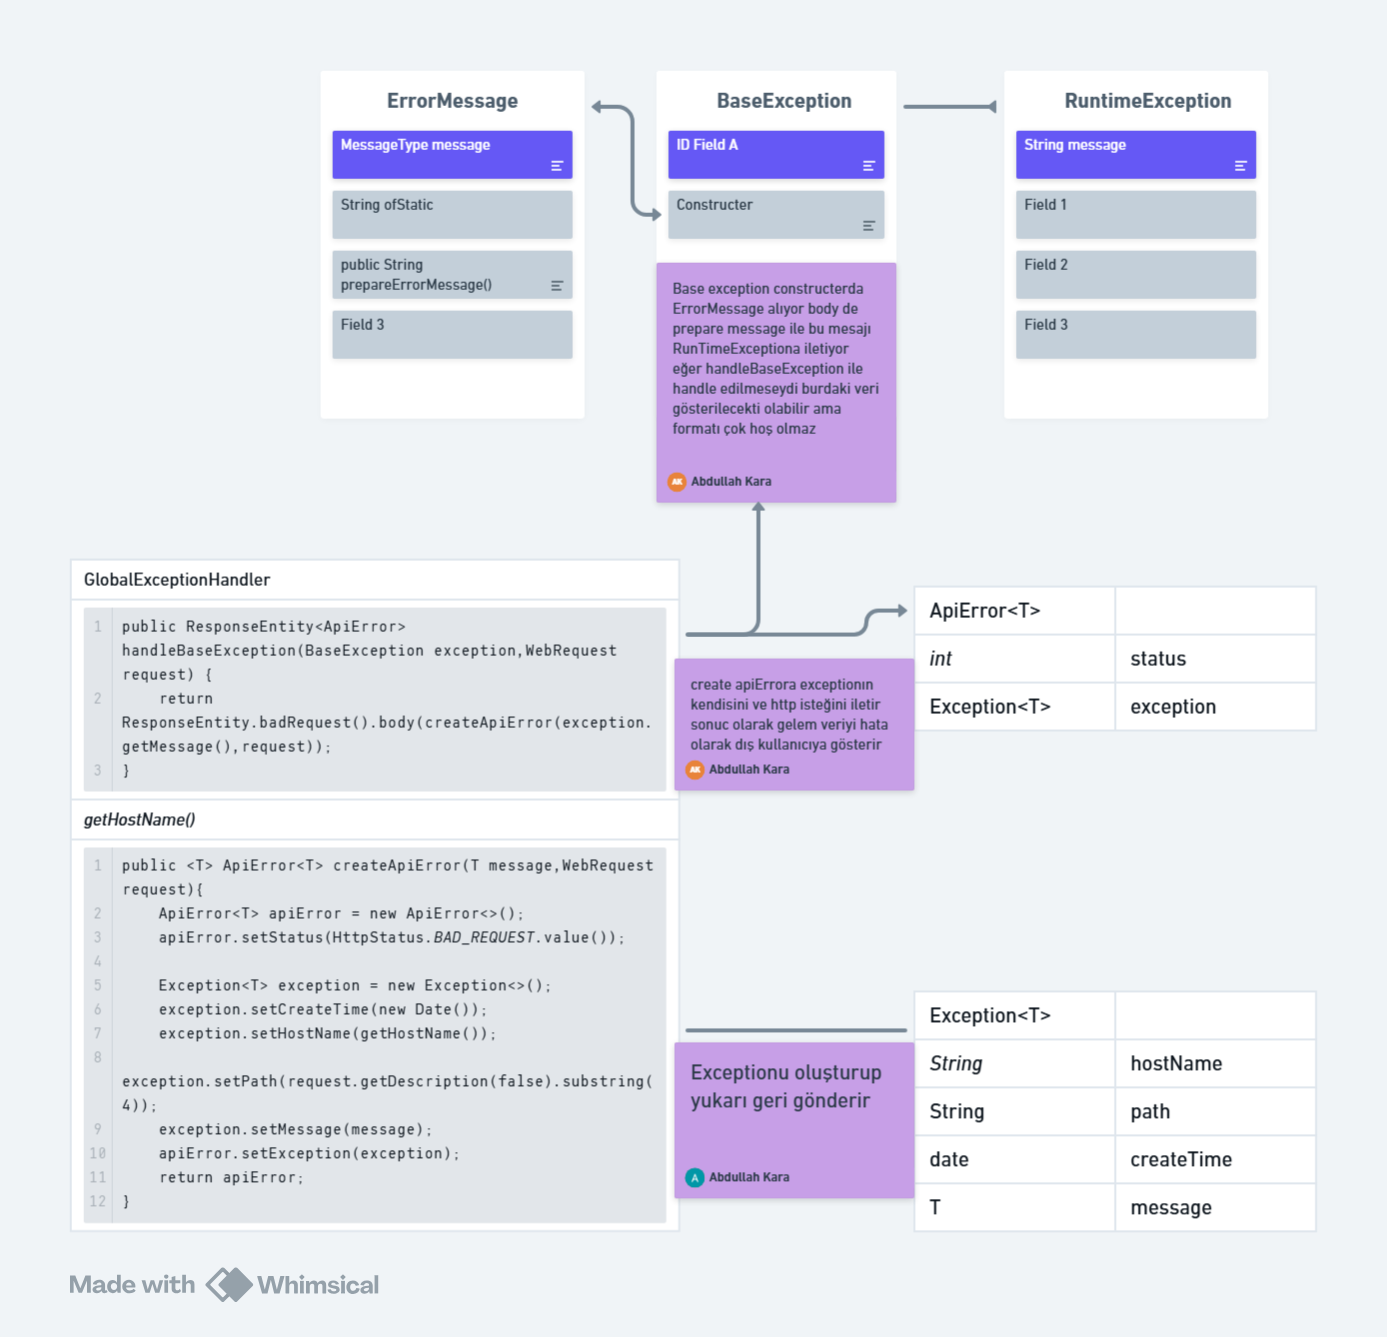 ErrorMessage
MessageType message
String ofStatic
public String
prepareErrorMessage()
Field 3
BaseException
ID Field A
Constructer
Base exception constructerda
ErrorMessage alıyor body de
prepare message ile bu mesajı
RunTimeExceptiona iletiyor
eğer handleBaseException ile
handle edilmeseydi burdaki veri
gösterilecekti olabilir ama
formatı çok hoş olmaz
AK Abdullah Kara
RuntimeException
String message
Field 1
Field 2
Field 3
GlobalExceptionHandler
1 public ResponseEntity<ApiError>
handleBaseException(BaseException exception,WebRequest
request) {
2 return
ResponseEntity.badRequest().body(createApiError(exception.
getMessage(),request));
3 }
getHostName()
1 public <T> ApiError<T> createApiError(T message,WebRequest
request){
2 ApiError<T> apiError = new ApiError<>();
3 apiError.setStatus(HttpStatus.BAD_REQUEST.value());
4
5 Exception<T> exception = new Exception<>();
6 exception.setCreateTime(new Date());
7 exception.setHostName(getHostName());
8
exception.setPath(request.getDescription(false).substring(
4));
9 exception.setMessage(message);
10 apiError.setException(exception);
11 return apiError;
12 }
create apiErrora exceptionın
kendisini ve http isteğini iletir
sonuc olarak gelem veriyi hata
olarak dış kullanıcıya gösterir
AK Abdullah Kara
ApiError<T>
int status
Exception<T> exception
Exceptionu oluşturup
yukarı geri gönderir
A Abdullah Kara
Exception<T>
String hostName
String path
date createTime
T message
Made with Whimsical